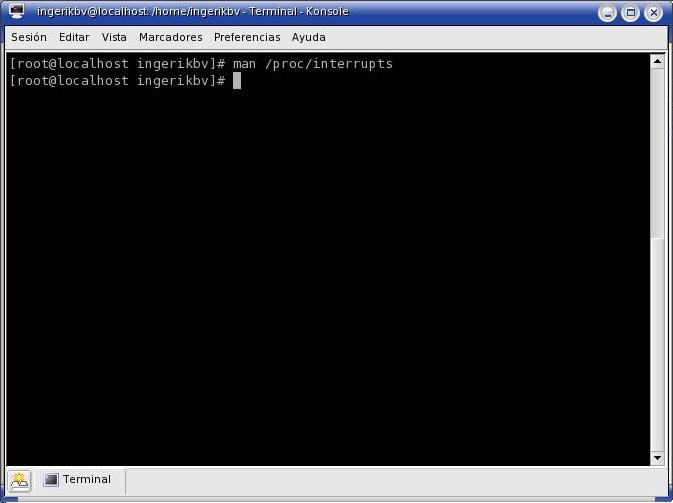 ingerikbv@localhost: /home/ingerikbv - Terminal - Konsole
Sesión Editar Vista Marcadores Preferencias Ayuda
[root@localhost ingerikbv]# man /proc/interrupts
[root@localhost ingerikbv]#
Terminal